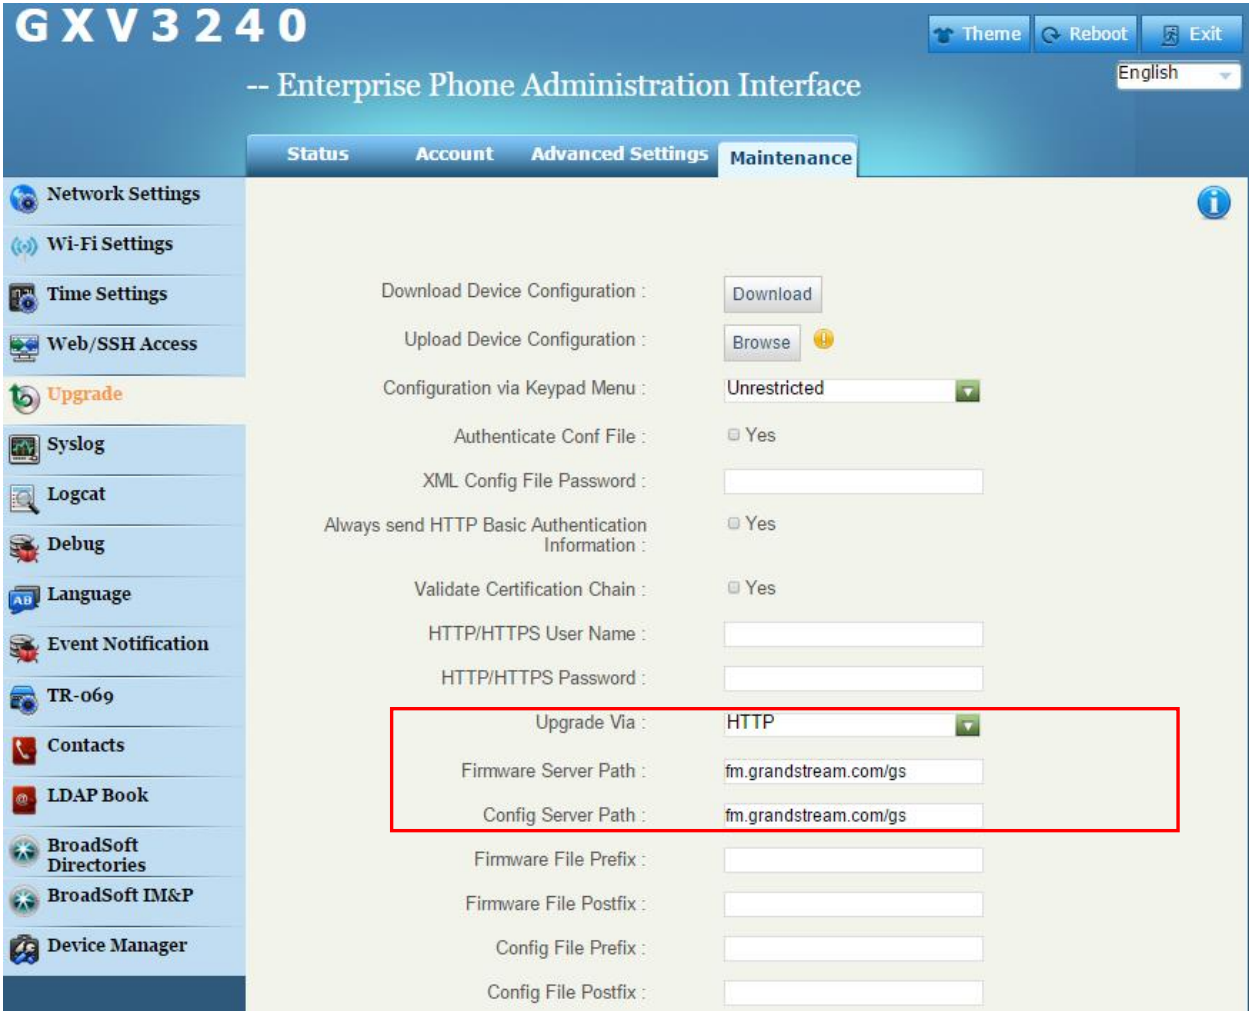 GXV3240
Theme
Reboot
Exit
-- Enterprise Phone Administration Interface
English
Status
Account
Advanced Settings
Maintenance
Network Settings
Wi-Fi Settings
Time Settings
Web/SSH Access
Upgrade
Syslog
Logcat
Debug
Language
Event Notification
TR-069
Contacts
LDAP Book
BroadSoft
Directories
BroadSoft IM&P
Device Manager
Download Device Configuration : Download
Upload Device Configuration : Browse
Configuration via Keypad Menu : Unrestricted
Authenticate Conf File : Yes
XML Config File Password :
Always send HTTP Basic Authentication
Information : Yes
Validate Certification Chain : Yes
HTTP/HTTPS User Name :
HTTP/HTTPS Password :
Upgrade Via : HTTP
Firmware Server Path : fm.grandstream.com/gs
Config Server Path : fm.grandstream.com/gs
Firmware File Prefix :
Firmware File Postfix :
Config File Prefix :
Config File Postfix :